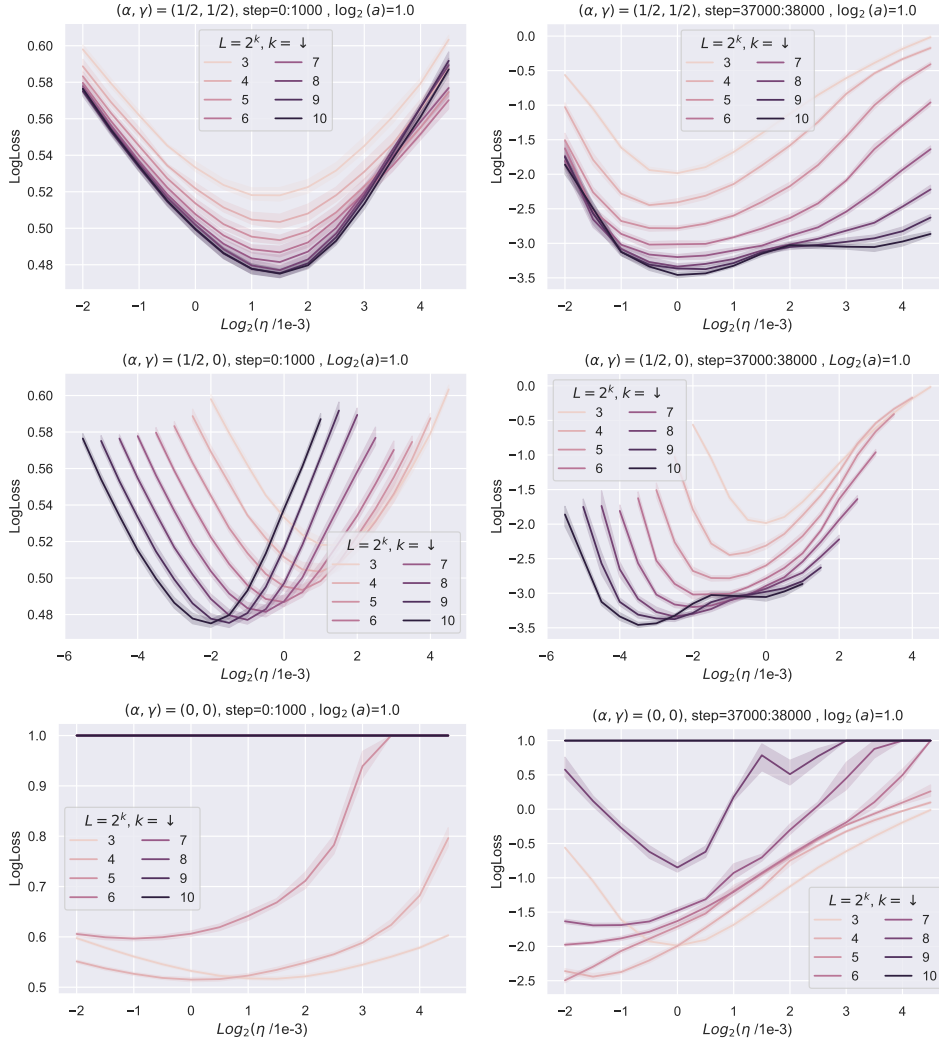 (α, γ) = (1/2, 1/2), step=0:1000 , log₂ (a)=1.0
LogLoss
0.60
0.58
0.56
0.54
0.52
0.50
0.48
L = 2ᵏ, k = ↓
3 7
4 8
5 9
6 10
−2 −1 0 1 2 3 4
Log₂(η /1e-3)
(α, γ) = (1/2, 1/2), step=37000:38000 , log₂ (a)=1.0
LogLoss
0.0
−0.5
−1.0
−1.5
−2.0
−2.5
−3.0
−3.5
L = 2ᵏ, k = ↓
3 7
4 8
5 9
6 10
−2 −1 0 1 2 3 4
Log₂(η /1e-3)
(α, γ) = (1/2, 0), step=0:1000 , Log₂(a)=1.0
LogLoss
0.60
0.58
0.56
0.54
0.52
0.50
0.48
L = 2ᵏ, k = ↓
3 7
4 8
5 9
6 10
−6 −4 −2 0 2 4
Log₂(η /1e-3)
(α, γ) = (1/2, 0), step=37000:38000 , Log₂(a)=1.0
LogLoss
0.0
−0.5
−1.0
−1.5
−2.0
−2.5
−3.0
−3.5
L = 2ᵏ, k = ↓
3 7
4 8
5 9
6 10
−6 −4 −2 0 2 4
Log₂(η /1e-3)
(α, γ) = (0, 0), step=0:1000 , log₂ (a)=1.0
LogLoss
1.0
0.9
0.8
0.7
0.6
0.5
L = 2ᵏ, k = ↓
3 7
4 8
5 9
6 10
−2 −1 0 1 2 3 4
Log₂(η /1e-3)
(α, γ) = (0, 0), step=37000:38000 , log₂ (a)=1.0
LogLoss
1.0
0.5
0.0
−0.5
−1.0
−1.5
−2.0
−2.5
L = 2ᵏ, k = ↓
3 7
4 8
5 9
6 10
−2 −1 0 1 2 3 4
Log₂(η /1e-3)